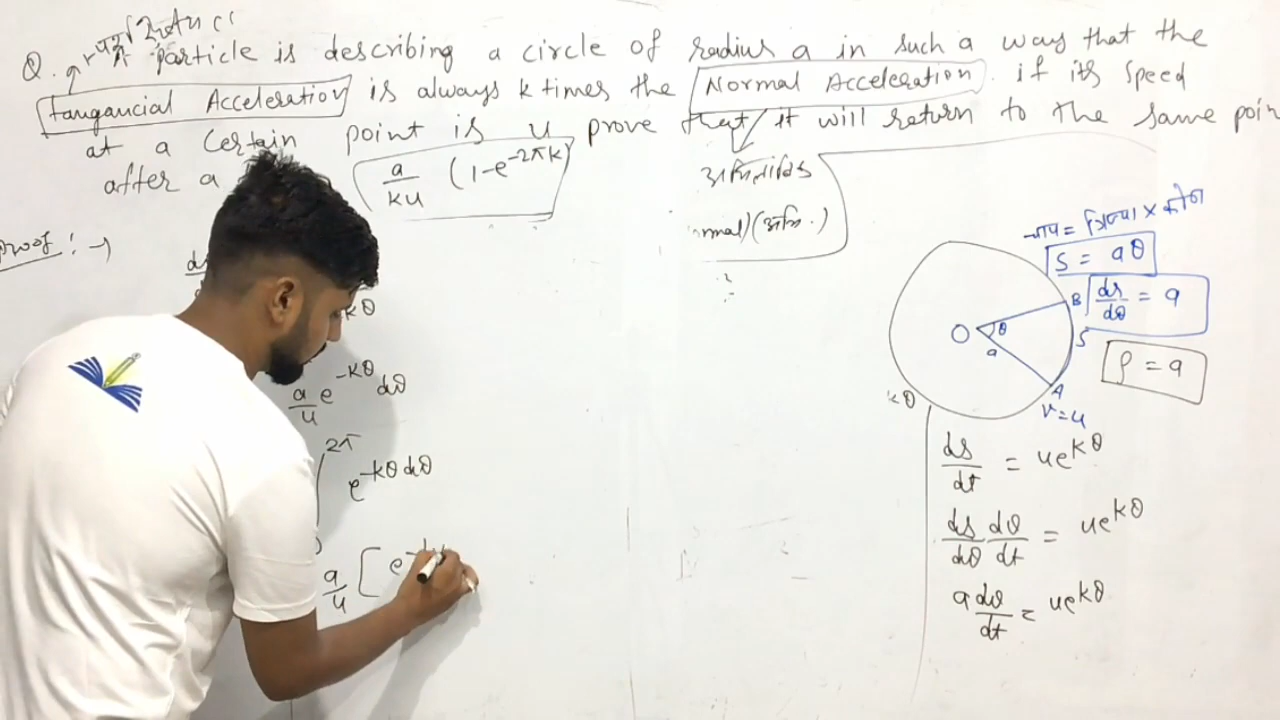 Q. A particle is describing a circle of radius a in such a way that the
tangancial Acceleration is always k times the Normal Acceleration. if its speed
at a certain point is u prove that it will return to the same poin
after a a/ku (1-e^-2πk)
अभिलाबिक
(अभि.)
proof :→
kθ
a/u e^-kθ dθ
2π
e^-kθ dθ
a/u [e^-k
चाप = त्रिज्या × कोण
S = aθ
B ds/dθ = a
O θ
a
S
ρ = a
A
v=u
kθ
ds/dt = ue^kθ
ds/dθ dθ/dt = ue^kθ
a dθ/dt = ue^kθ